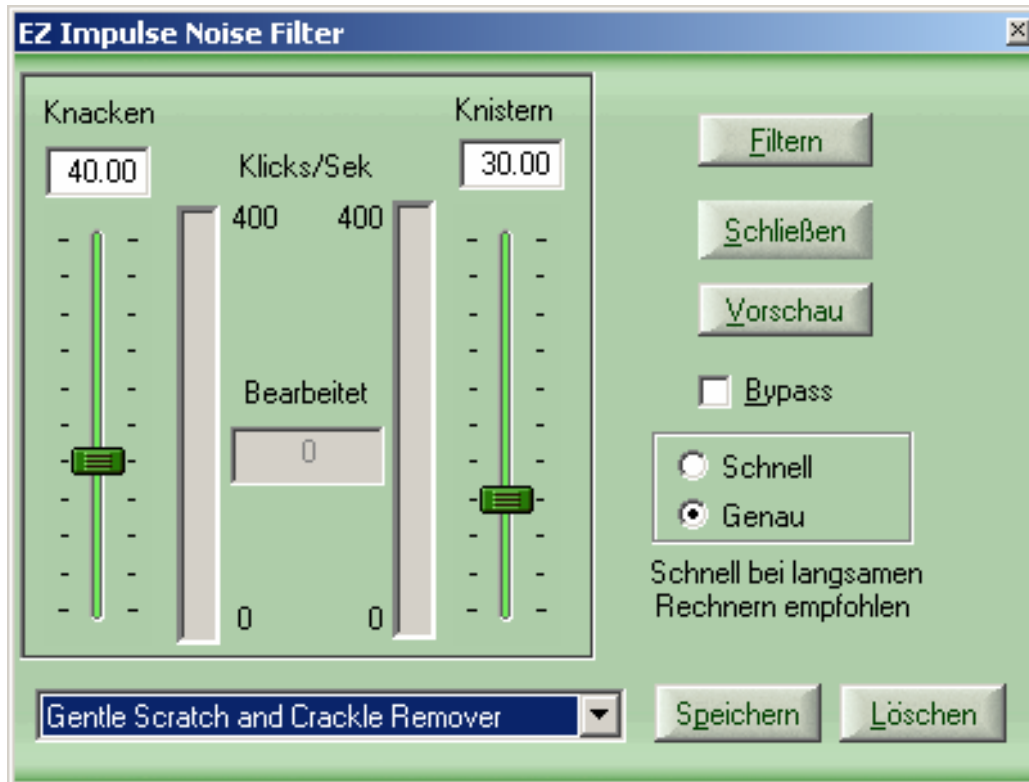 EZ Impulse Noise Filter
Knacken
Knistern
40.00
Klicks/Sek
30.00
400
400
Bearbeitet
0
0
0
Filtern
Schließen
Vorschau
Bypass
Schnell
Genau
Schnell bei langsamen
Rechnern empfohlen
Gentle Scratch and Crackle Remover
Speichern
Löschen